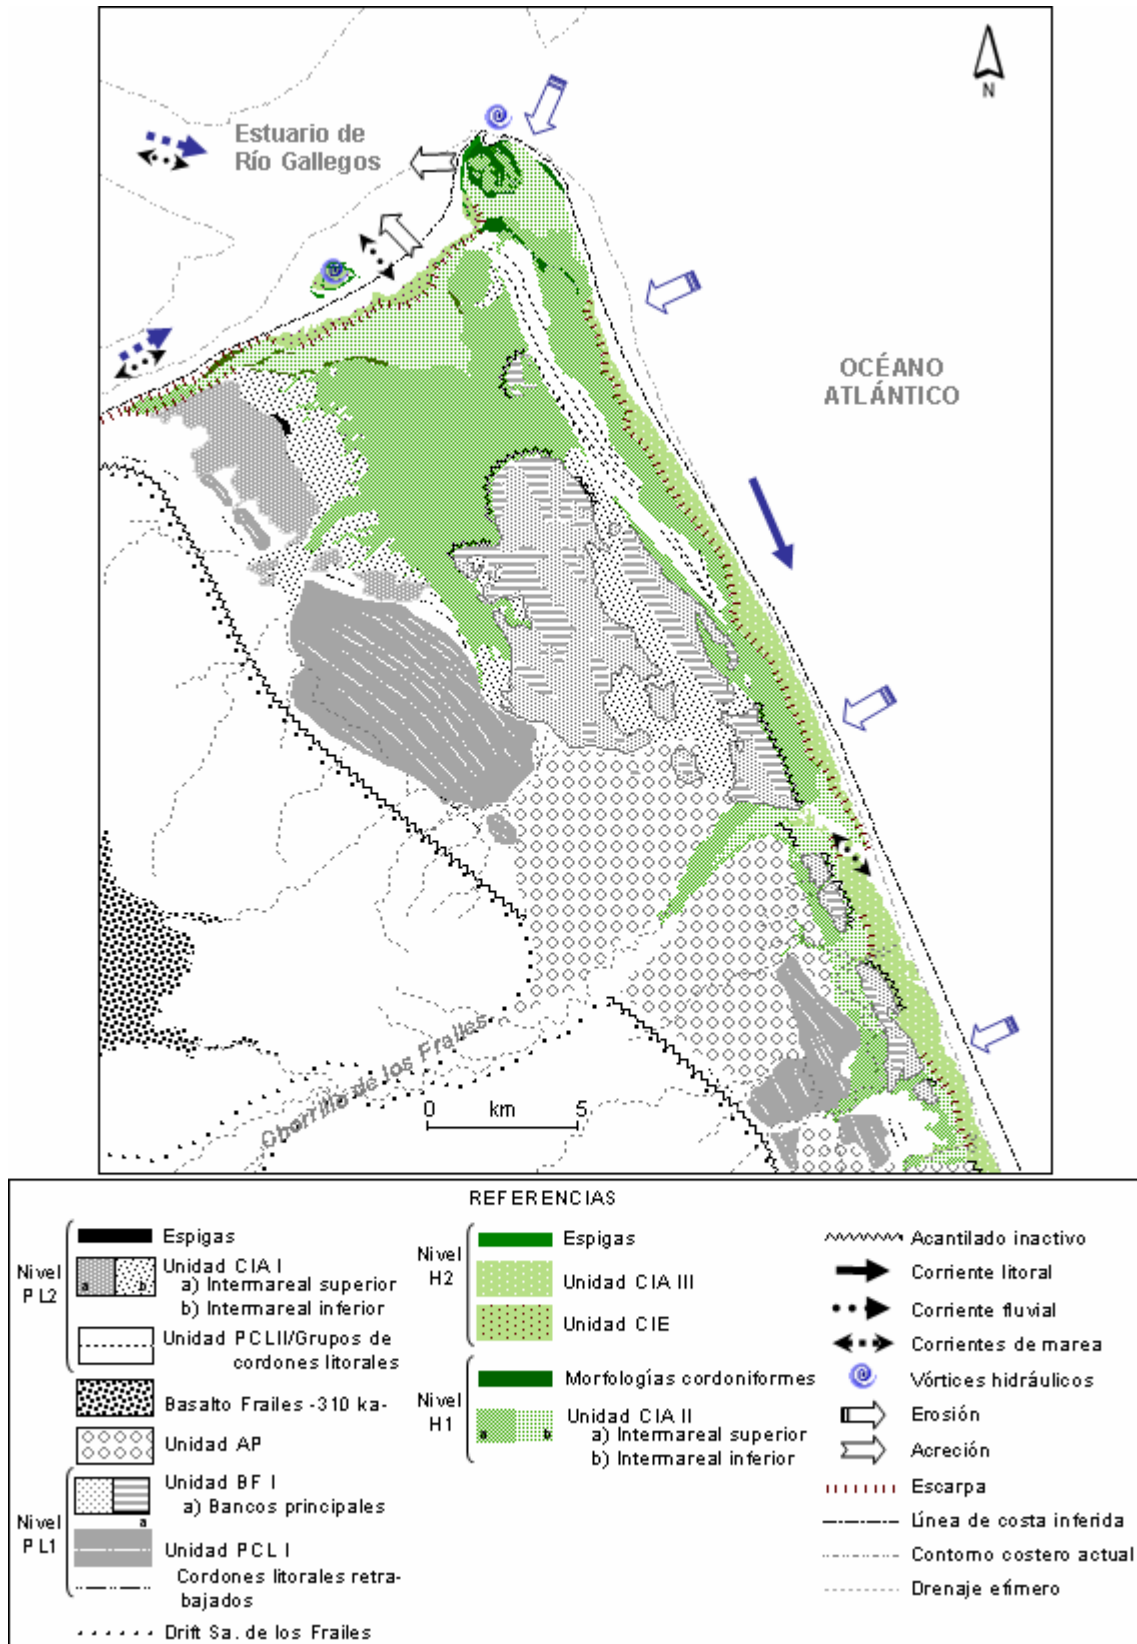 N
Estuario de
Río Gallegos
OCÉANO
ATLÁNTICO
Chorrillo de los Frailes
0 km 5
REFERENCIAS
Nivel
PL2
Espigas
Unidad CIA I
a) Intermareal superior
b) Intermareal inferior
a b
Unidad PCLII/Grupos de
cordones litorales
Basalto Frailes -310 ka-
Unidad AP
Nivel
PL1
Unidad BF I
a) Bancos principales
a
Unidad PCL I
Cordones litorales retra-
bajados
Drift Sa. de los Frailes
Nivel
H2
Espigas
Unidad CIA III
Unidad CIE
Nivel
H1
Morfologías cordoniformes
Unidad CIA II
a) Intermareal superior
b) Intermareal inferior
a b
Acantilado inactivo
Corriente litoral
Corriente fluvial
Corrientes de marea
Vórtices hidráulicos
Erosión
Acreción
Escarpa
Línea de costa inferida
Contorno costero actual
Drenaje efímero